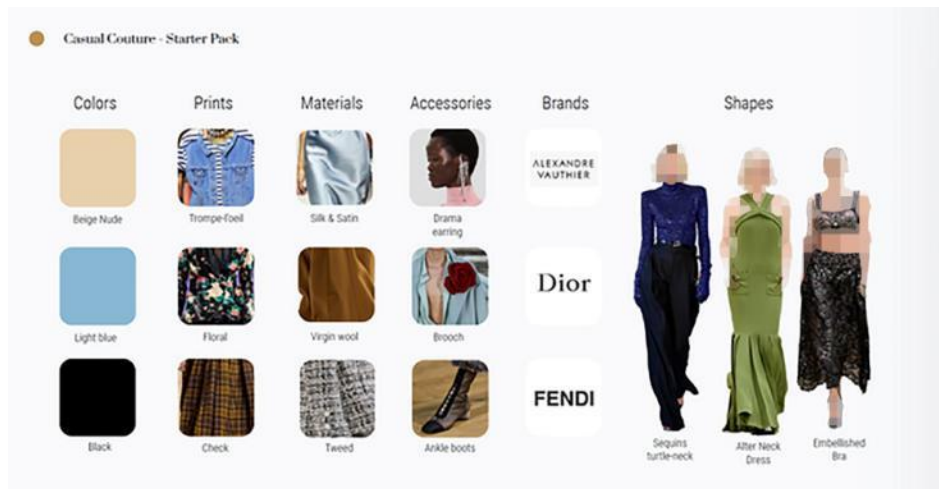 Casual Couture - Starter Pack
Colors
Prints
Materials
Accessories
Brands
Shapes
Beige Nude
Trompe-l'oeil
Silk & Satin
Drama
earring
ALEXANDRE
VAUTHIER
Light blue
Floral
Virgin wool
Brooch
Dior
Black
Check
Tweed
Ankle boots
FENDI
Sequins
turtle-neck
Alter Neck
Dress
Embellished
Bra